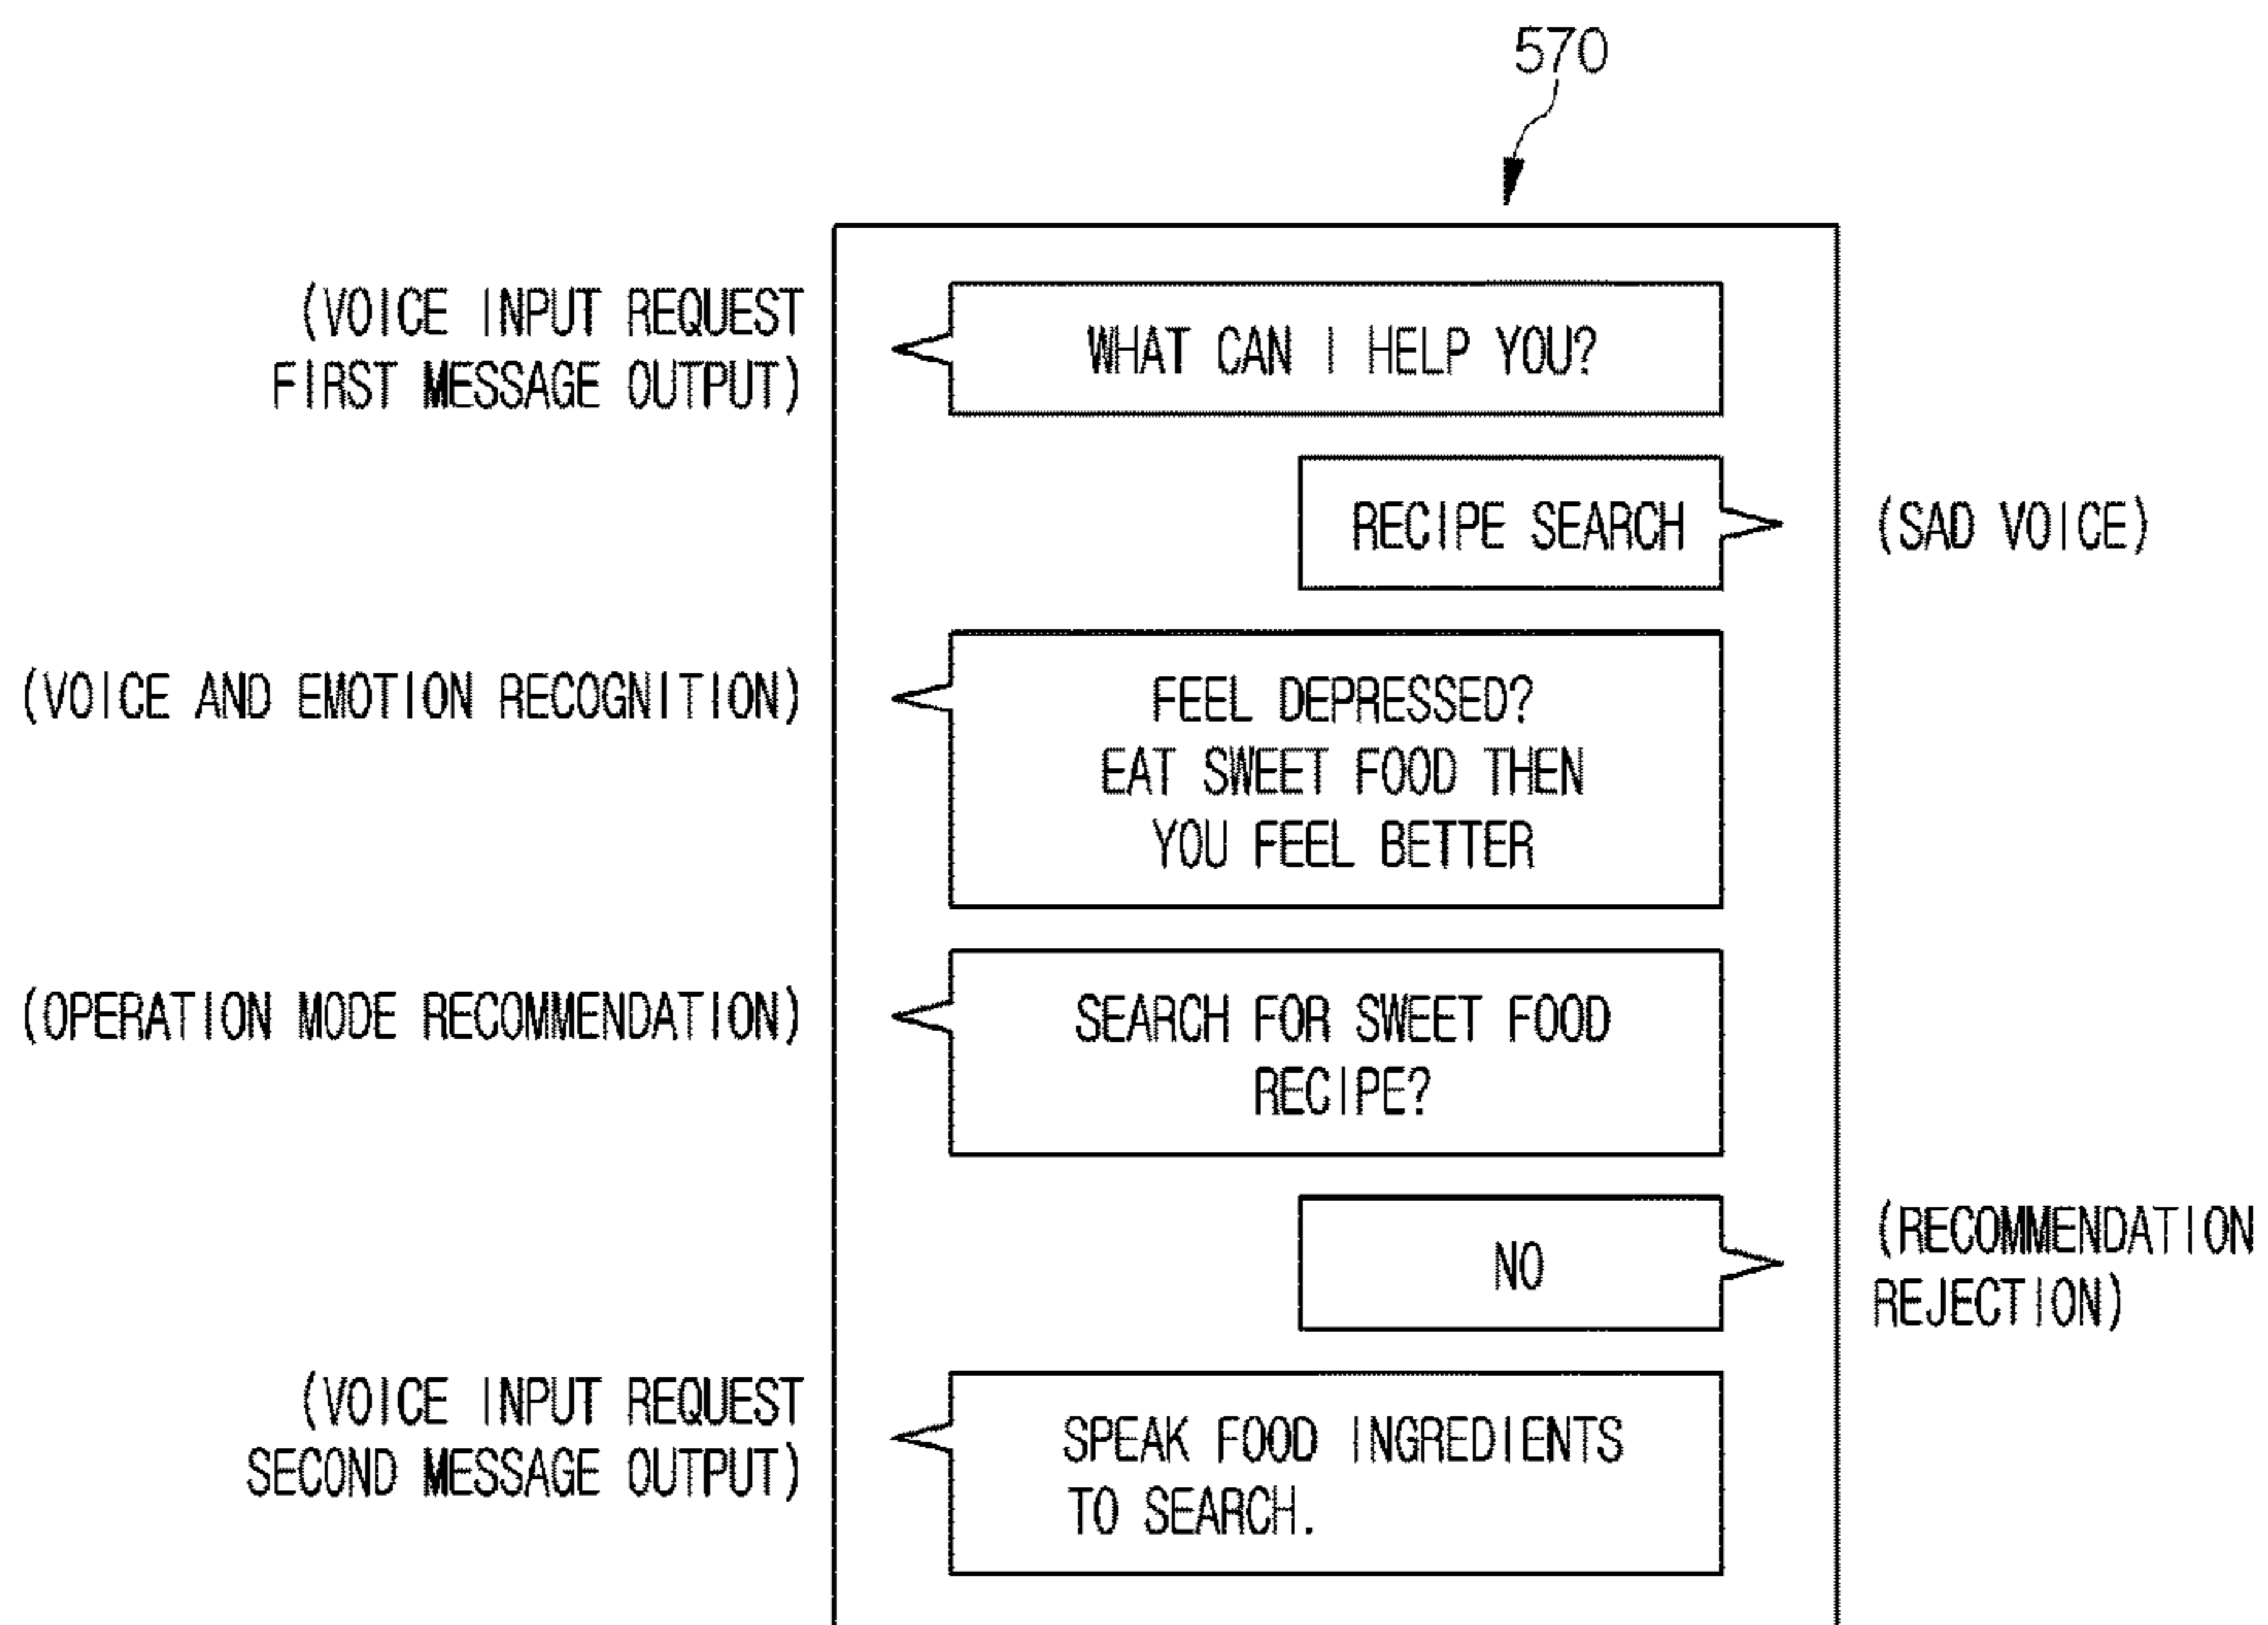 570
(VOICE INPUT REQUEST
FIRST MESSAGE OUTPUT)
WHAT CAN I HELP YOU?
RECIPE SEARCH
(SAD VOICE)
(VOICE AND EMOTION RECOGNITION)
FEEL DEPRESSED?
EAT SWEET FOOD THEN
YOU FEEL BETTER
(OPERATION MODE RECOMMENDATION)
SEARCH FOR SWEET FOOD
RECIPE?
NO
(RECOMMENDATION
REJECTION)
(VOICE INPUT REQUEST
SECOND MESSAGE OUTPUT)
SPEAK FOOD INGREDIENTS
TO SEARCH.